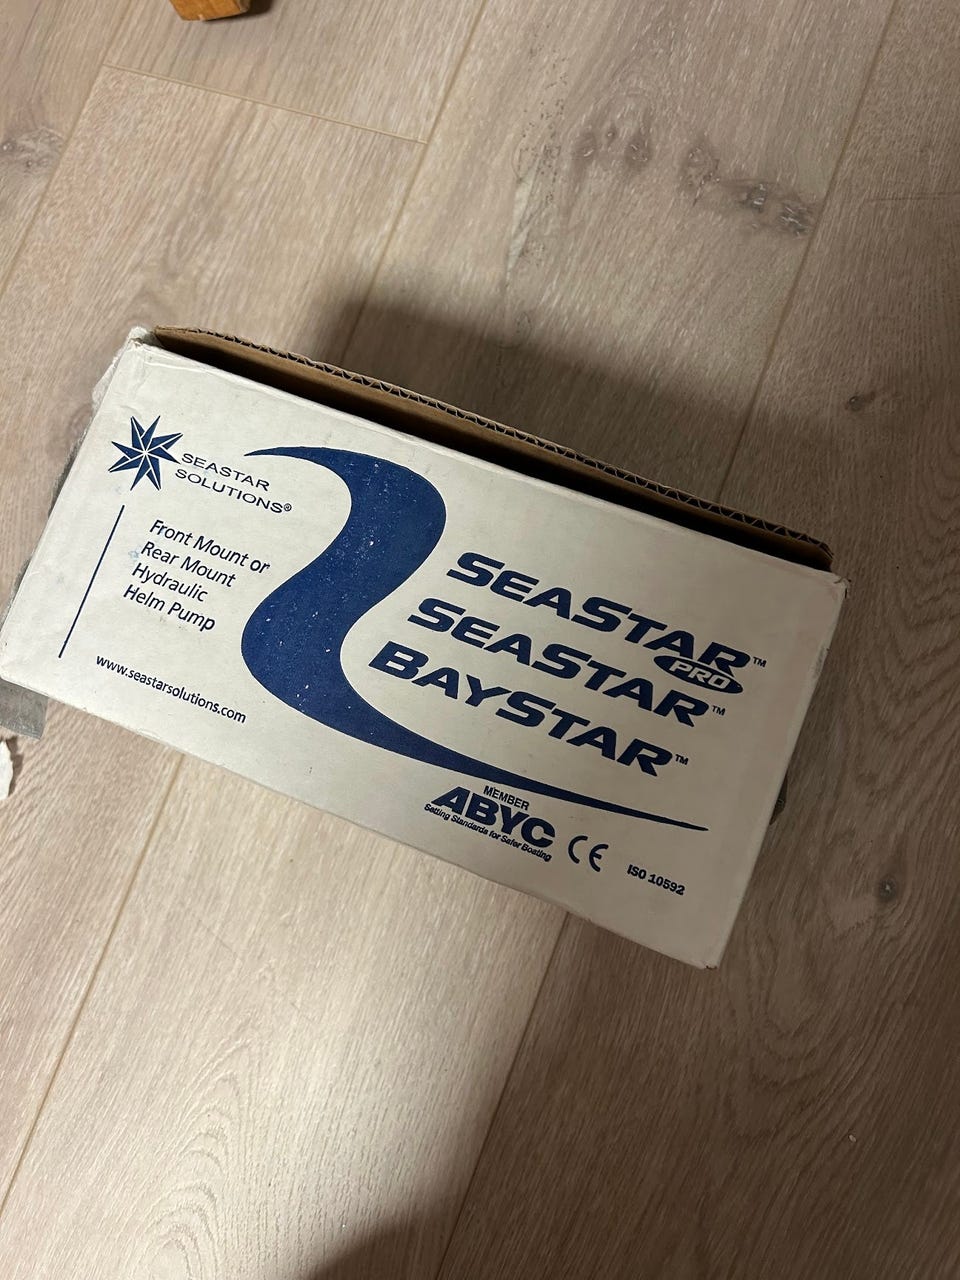 SEASTAR
SOLUTIONS®
Front Mount or
Rear Mount
Hydraulic
Helm Pump
www.seastarsolutions.com
SEASTAR™
PRO
SEASTAR™
BAYSTAR™
MEMBER
ABYC
Setting Standards for Safer Boating
CE
ISO 10592